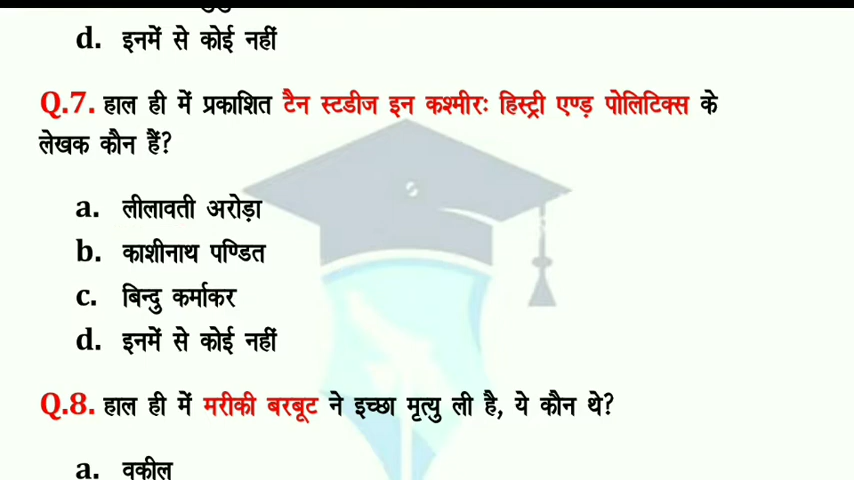 d. इनमें से कोई नहीं
Q.7. हाल ही में प्रकाशित टैन स्टडीज इन कश्मीरः हिस्ट्री एण्ड़ पोलिटिक्स के
लेखक कौन हैं?
a. लीलावती अरोड़ा
b. काशीनाथ पण्डित
c. बिन्दु कर्माकर
d. इनमें से कोई नहीं
Q.8. हाल ही में मरीकी बरबूट ने इच्छा मृत्यु ली है, ये कौन थे?
a. वकील